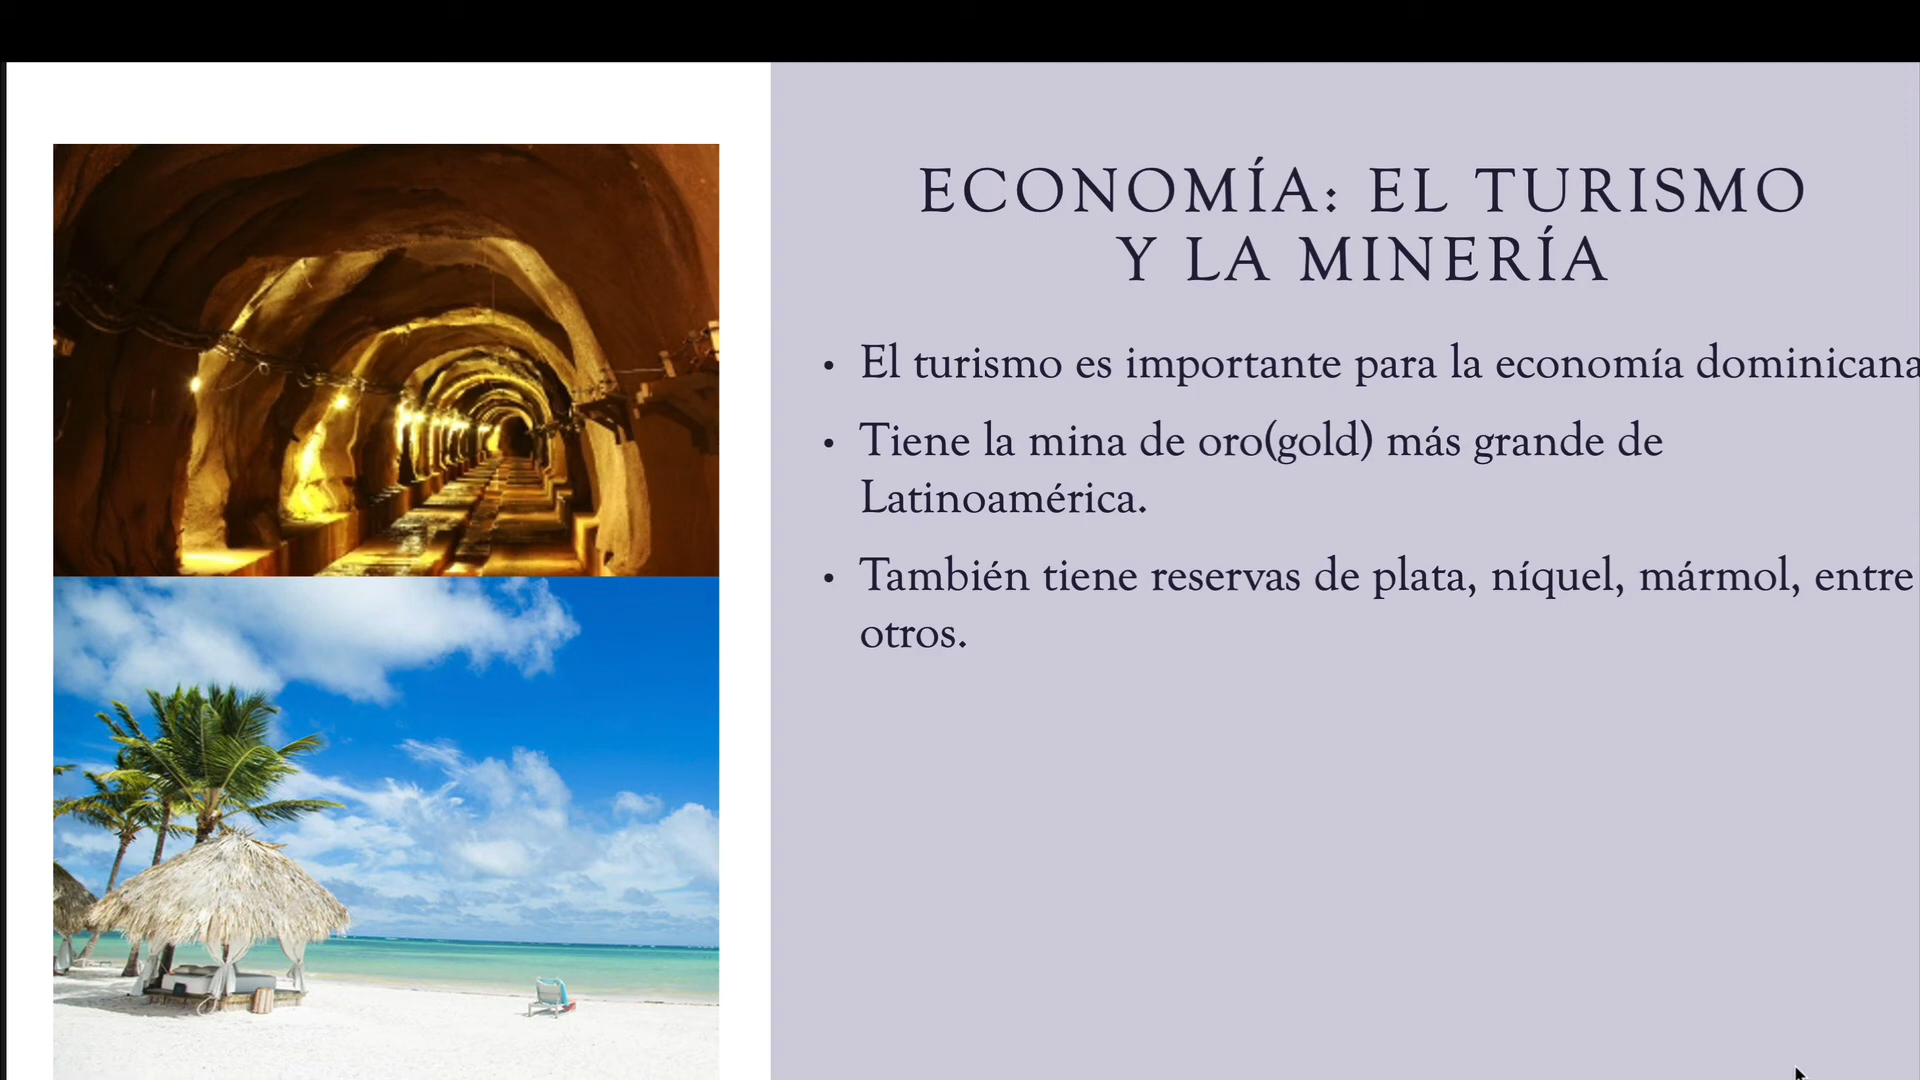 ECONOMÍA: EL TURISMO
Y LA MINERÍA
• El turismo es importante para la economía dominicana
• Tiene la mina de oro(gold) más grande de
Latinoamérica.
• También tiene reservas de plata, níquel, mármol, entre
otros.